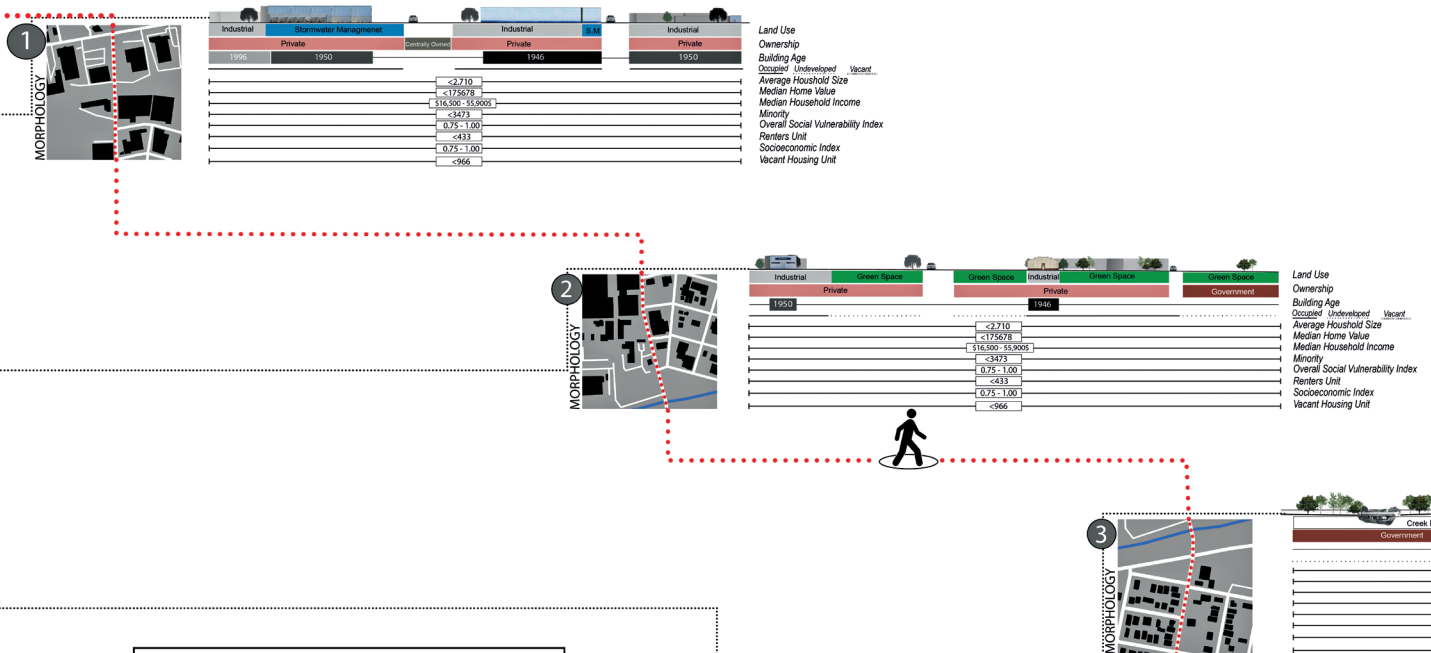 1
MORPHOLOGY
Industrial Stormwater Managmenet Industrial S.M Industrial Land Use
Private Centrally Owned Private Private Ownership
1996 1950 1946 1950 Building Age
Occupied Undeveloped Vacant
Average Houshold Size
<2.710
Median Home Value
<175678
Median Household Income
$16,500 - 55,900$
Minority
<3473
Overall Social Vulnerability Index
0.75 - 1.00
Renters Unit
<433
Socioeconomic Index
0.75 - 1.00
Vacant Housing Unit
<966
2
MORPHOLOGY
Industrial Green Space Green Space Industrial Green Space Green Space Land Use
Private Private Government Ownership
1950 1946 Building Age
Occupied Undeveloped Vacant
Average Houshold Size
<2.710
Median Home Value
<175678
Median Household Income
$16,500 - 55,900$
Minority
<3473
Overall Social Vulnerability Index
0.75 - 1.00
Renters Unit
<433
Socioeconomic Index
0.75 - 1.00
Vacant Housing Unit
<966
3
MORPHOLOGY
Creek
Government